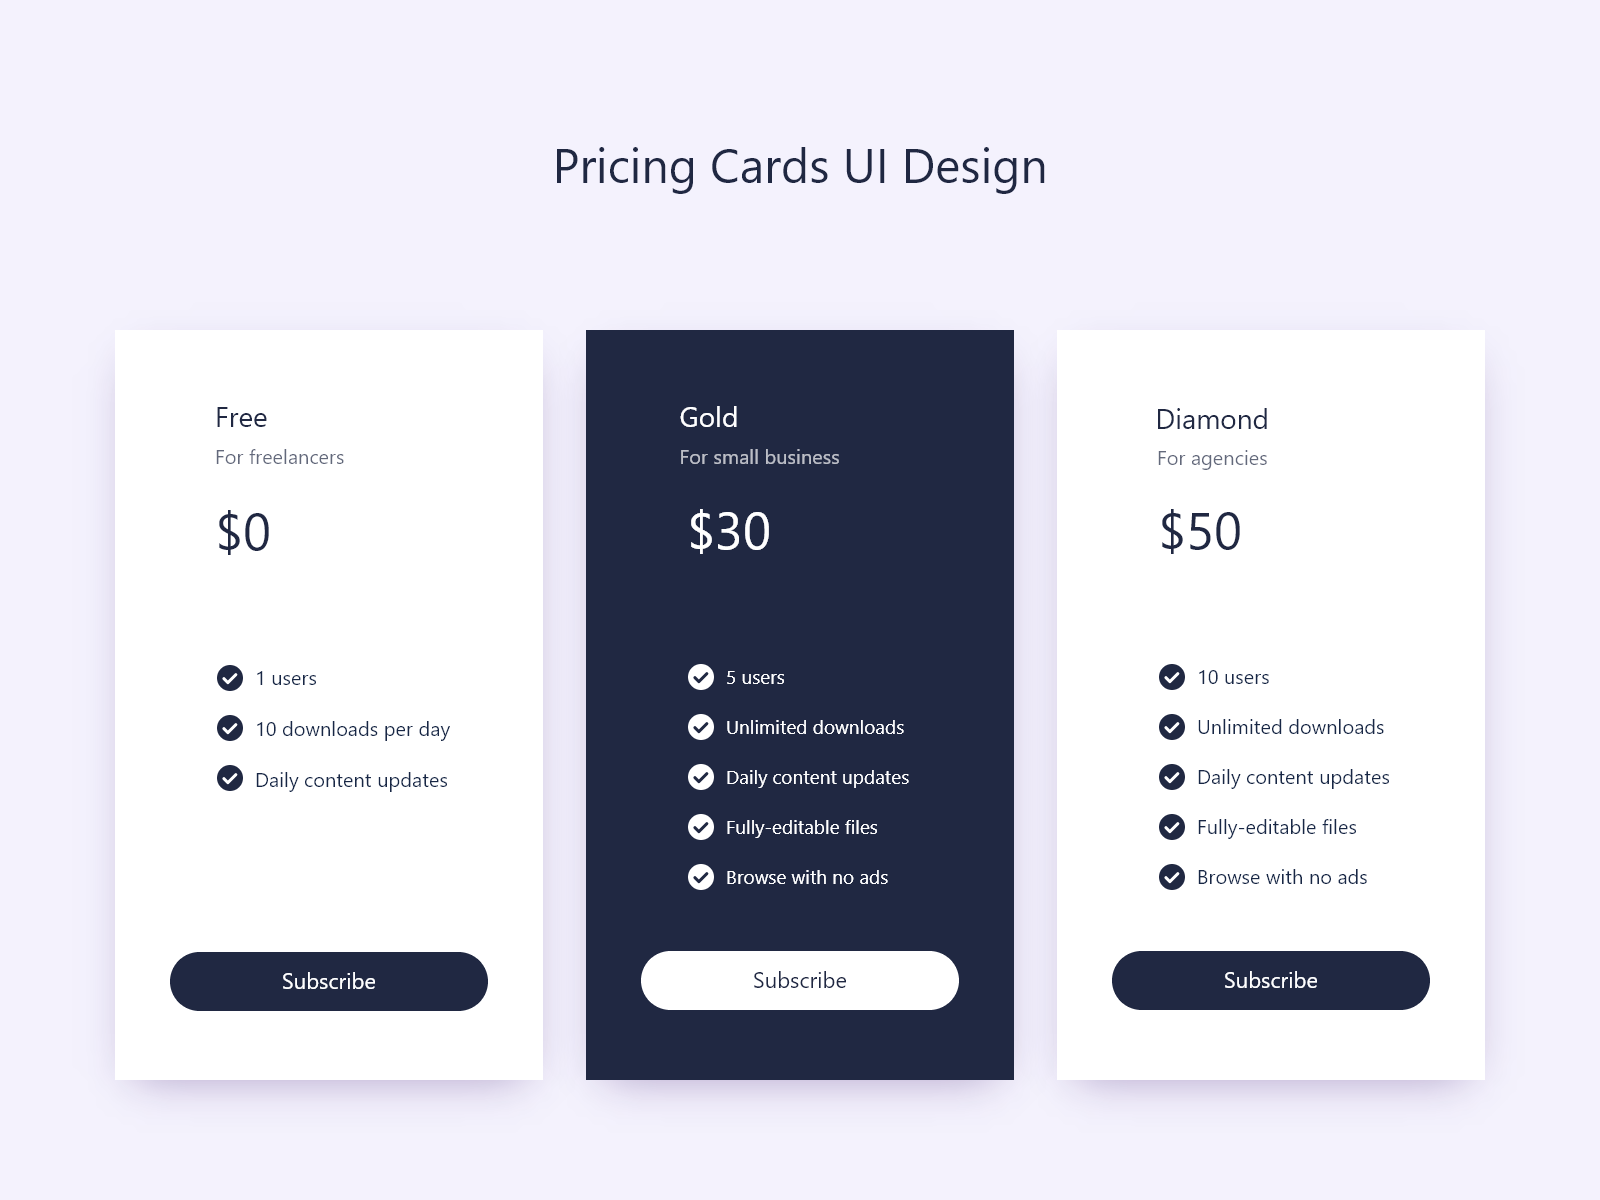 Pricing Cards UI Design
Free
For freelancers
$0
1 users
10 downloads per day
Daily content updates
Subscribe
Gold
For small business
$30
5 users
Unlimited downloads
Daily content updates
Fully-editable files
Browse with no ads
Subscribe
Diamond
For agencies
$50
10 users
Unlimited downloads
Daily content updates
Fully-editable files
Browse with no ads
Subscribe